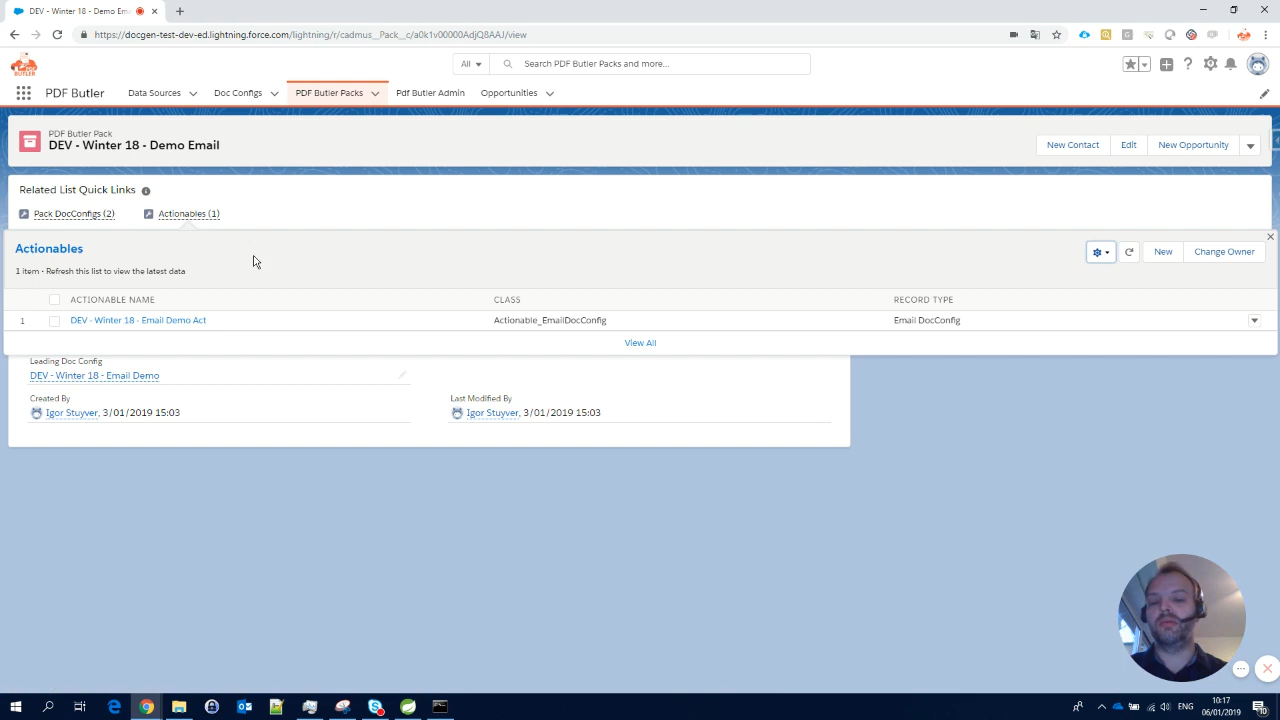 DEV - Winter 18 - Demo Em
https://docgen-test-dev-ed.lightning.force.com/lightning/r/cadmus__Pack__c/a0k1v00000AdjQ8AAJ/view
PDF BUTLER
All
Search PDF Butler Packs and more...
PDF Butler
Data Sources
Doc Configs
PDF Butler Packs
Pdf Butler Admin
Opportunities
PDF Butler Pack
DEV - Winter 18 - Demo Email
New Contact
Edit
New Opportunity
Related List Quick Links
Pack DocConfigs (2)
Actionables (1)
Actionables
New
Change Owner
1 item - Refresh this list to view the latest data
ACTIONABLE NAME
CLASS
RECORD TYPE
1
DEV - Winter 18 - Email Demo Act
Actionable_EmailDocConfig
Email DocConfig
View All
Leading Doc Config
DEV - Winter 18 - Email Demo
Created By
Last Modified By
Igor Stuyver, 3/01/2019 15:03
Igor Stuyver, 3/01/2019 15:03
ENG
10:17
06/01/2019